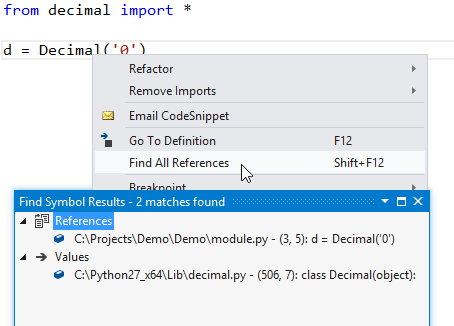 from decimal import *
d = Decimal('0')
Refactor
Remove Imports
Email CodeSnippet
Go To Definition F12
Find All References Shift+F12
Breakpoint
Find Symbol Results - 2 matches found
References
C:\Projects\Demo\Demo\module.py - (3, 5): d = Decimal('0')
Values
C:\Python27_x64\Lib\decimal.py - (506, 7): class Decimal(object):